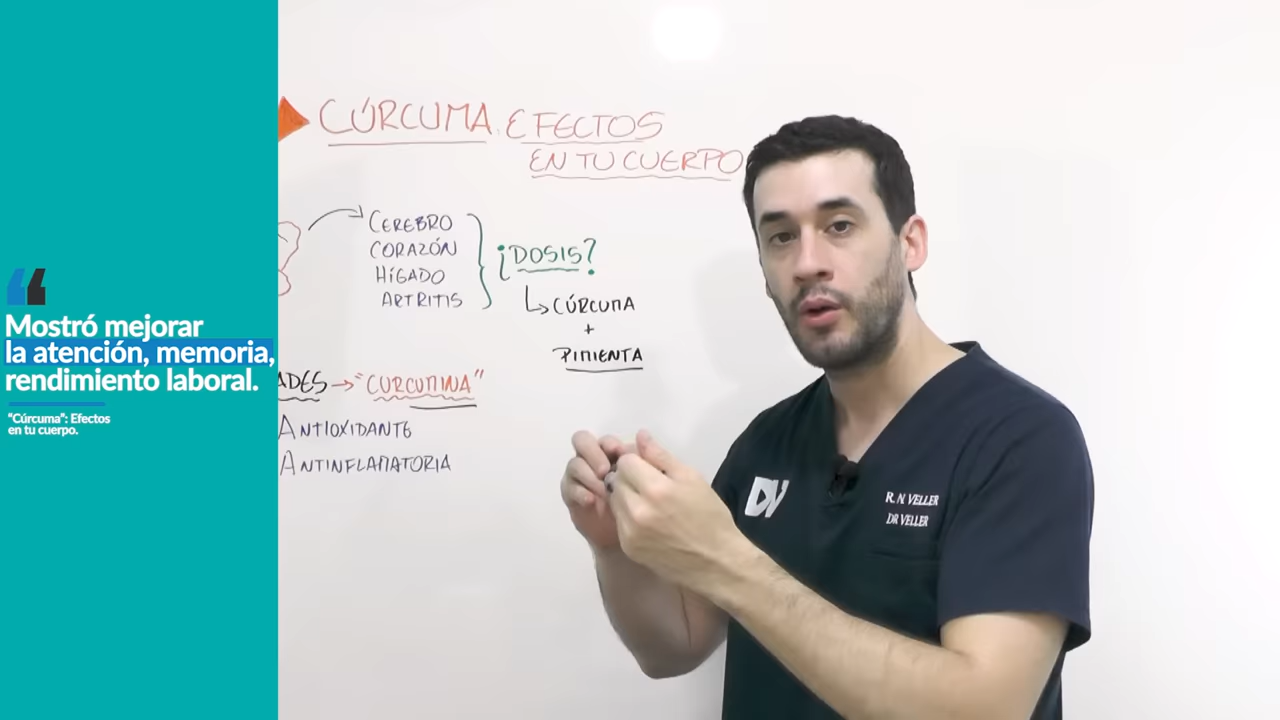 Mostró mejorar
la atención, memoria,
rendimiento laboral.
“Cúrcuma”: Efectos
en tu cuerpo.
CÚRCUMA. EFECTOS
EN TU CUERPO
CEREBRO
CORAZÓN
HÍGADO
ARTRITIS
¿DOSIS?
CÚRCUMA
+
PIMIENTA
ADES → "CURCUMINA"
ANTIOXIDANTE
ANTINFLAMATORIA
DV
R. N. VELLER
DR VELLER